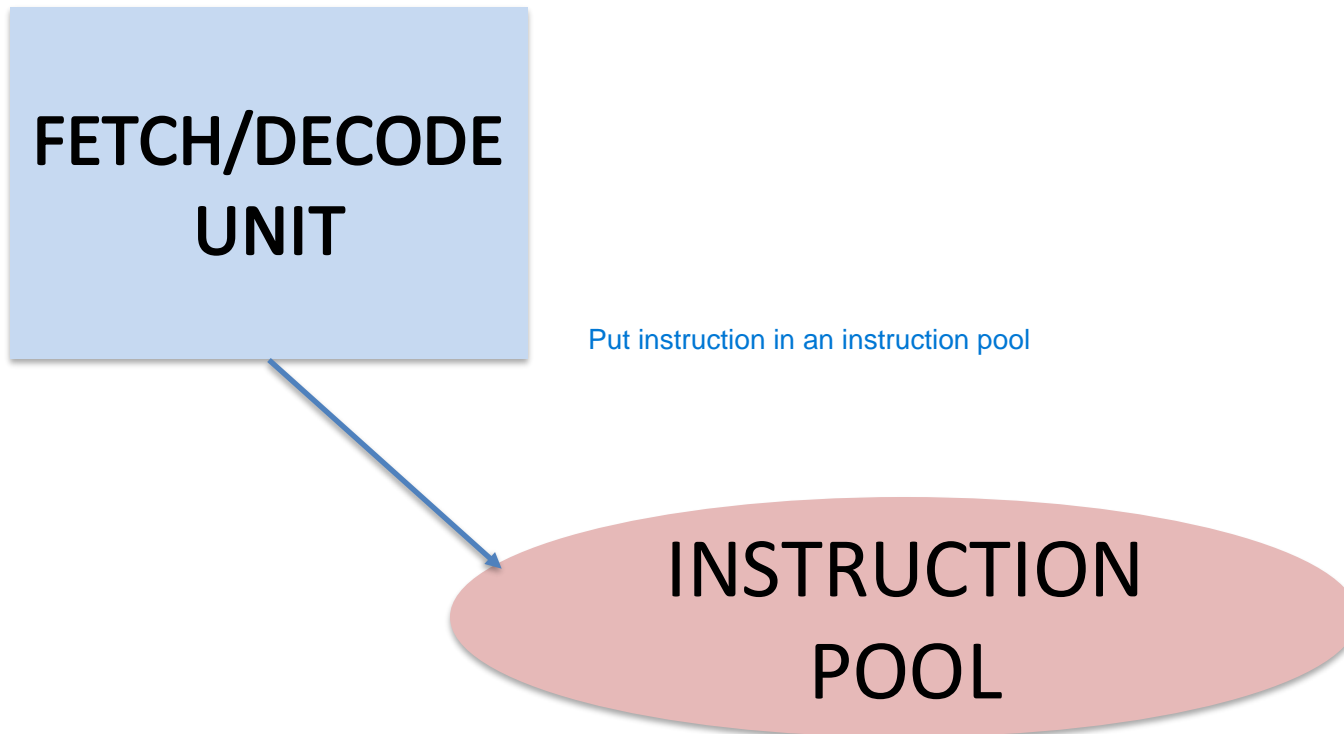 FETCH/DECODE
UNIT
Put instruction in an instruction pool
INSTRUCTION
POOL